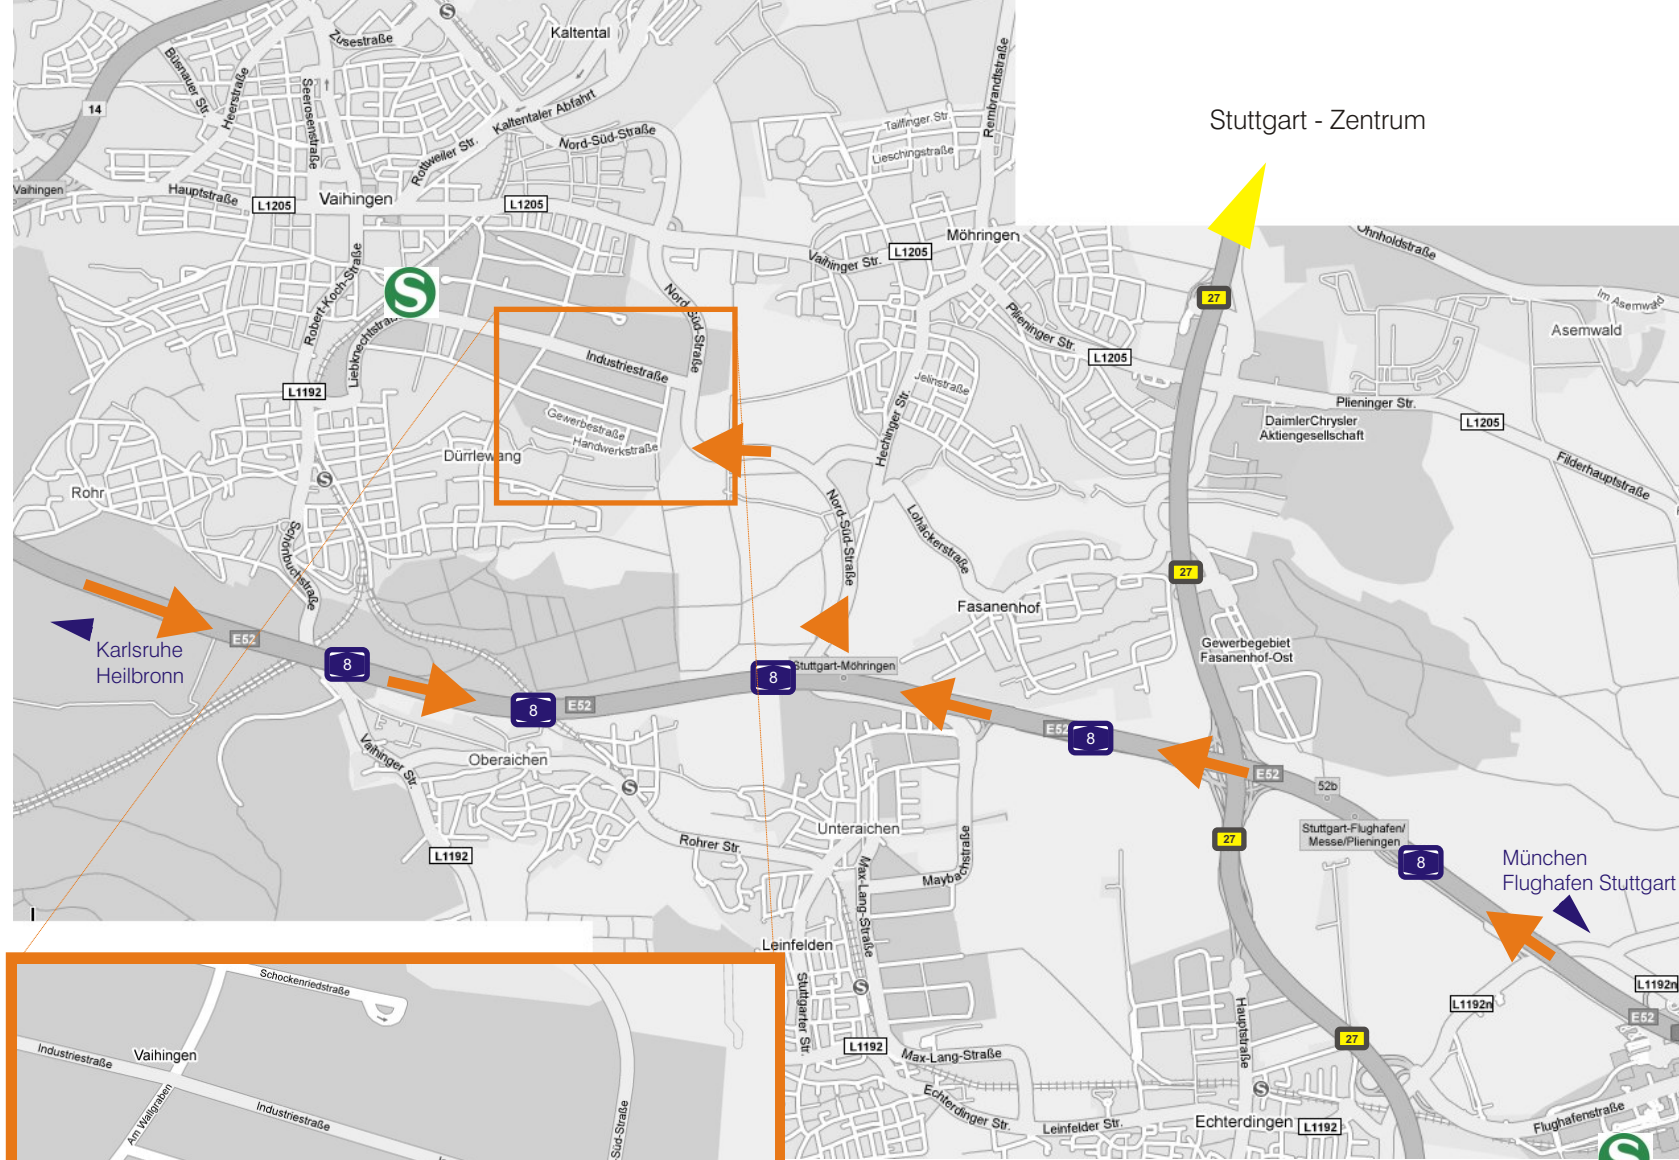 Kaltental
Zusestraße
Büsnauer Str.
Heerstraße
Seerosenstraße
14
Kaltentaler Abfahrt
Rottweiler Str.
Nord-Süd-Straße
Tailfinger Str.
Lieschingstraße
Rembrandtstraße
Stuttgart - Zentrum
Vaihingen
Hauptstraße
L1205
Vaihingen
L1205
Möhringen
L1205
Vaihinger Str.
Ohnholdstraße
Im Asemwald
Asemwald
27
S
Robert-Koch-Straße
Liebknechtstraße
Nord-Süd-Straße
Industriestraße
Plieninger Str.
L1205
L1192
Jelinstraße
Hechinger Str.
Plieninger Str.
L1205
DaimlerChrysler
Aktiengesellschaft
Gewerbestraße
Handwerkstraße
Dürrlewang
Filderhauptstraße
S
Rohr
Nord-Süd-Straße
Lohäckerstraße
Schönbuchstraße
27
Fasanenhof
Gewerbegebiet
Fasanenhof-Ost
E52
Karlsruhe
Heilbronn
8
8
E52
8
Stuttgart-Möhringen
E52
8
E52
52b
Stuttgart-Flughafen/
Messe/Plieningen
27
8
München
Flughafen Stuttgart
Vaihinger Str.
Oberaichen
S
Rohrer Str.
L1192
Unteraichen
Max-Lang-Straße
Maybachstraße
Leinfelden
Stuttgarter Str.
S
L1192
Max-Lang-Straße
Echterdinger Str.
Leinfelder Str.
Hauptstraße
S
Echterdingen
L1192
27
L1192n
L1192n
E52
Flughafenstraße
S
Schockenriedstraße
Industriestraße
Vaihingen
Am Wallgraben
Industriestraße
Süd-Straße